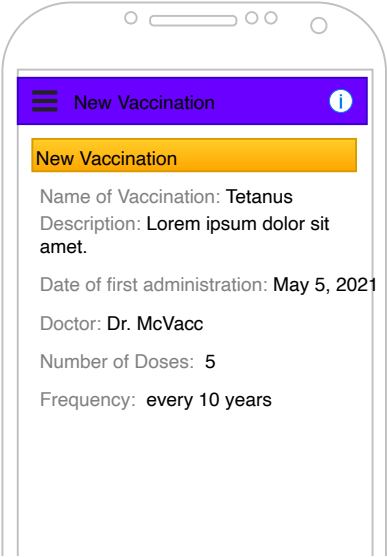 New Vaccination
New Vaccination
Name of Vaccination: Tetanus
Description: Lorem ipsum dolor sit
amet.
Date of first administration: May 5, 2021
Doctor: Dr. McVacc
Number of Doses: 5
Frequency: every 10 years